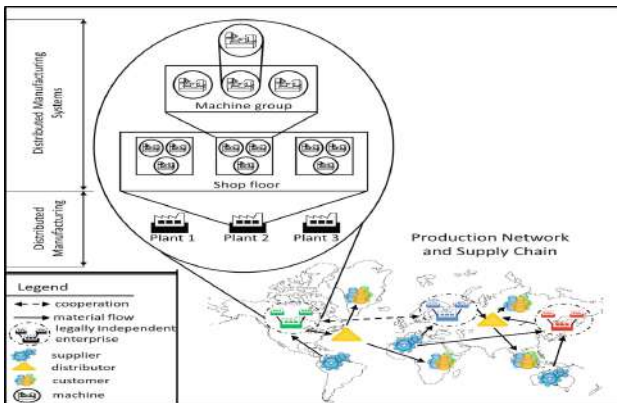 Distributed Manufacturing
Systems
Distributed
Manufacturing
Machine group
Shop floor
Plant 1
Plant 2
Plant 3
Production Network
and Supply Chain
Legend
cooperation
material flow
legally independent
enterprise
supplier
distributor
customer
machine